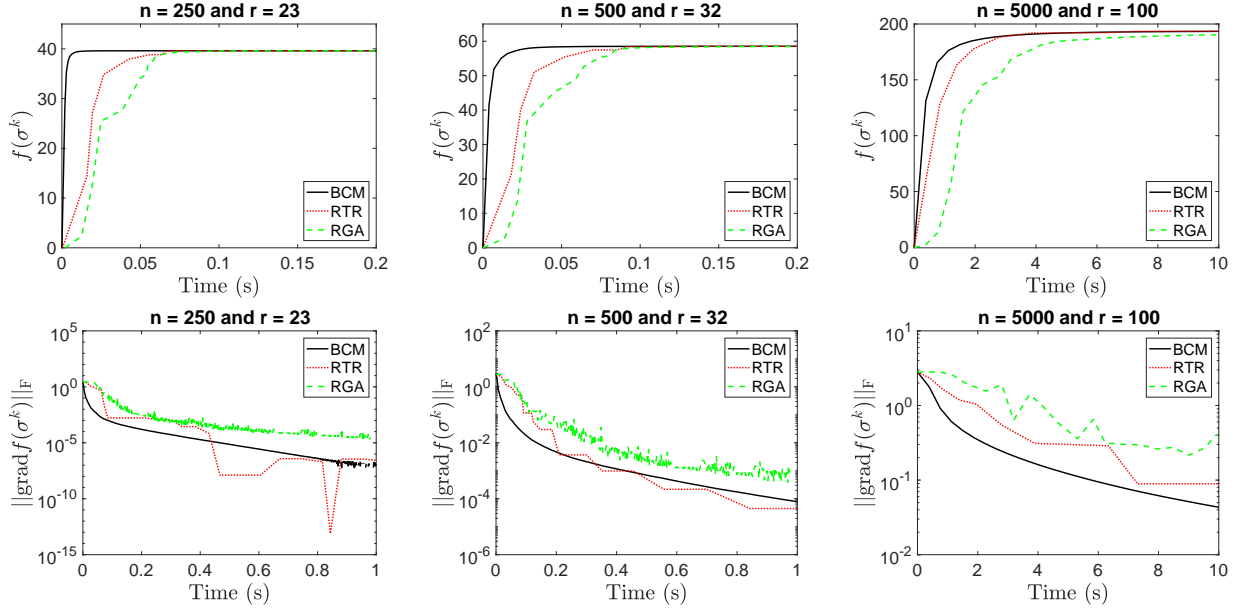 n = 250 and r = 23
f(σ^k)
40
30
20
10
0
0 0.05 0.1 0.15 0.2
Time (s)
BCM
RTR
RGA
n = 500 and r = 32
f(σ^k)
60
50
40
30
20
10
0
0 0.05 0.1 0.15 0.2
Time (s)
BCM
RTR
RGA
n = 5000 and r = 100
f(σ^k)
200
150
100
50
0
0 2 4 6 8 10
Time (s)
BCM
RTR
RGA
n = 250 and r = 23
||grad f(σ^k)||_F
10^5
10^0
10^-5
10^-10
10^-15
0 0.2 0.4 0.6 0.8 1
Time (s)
BCM
RTR
RGA
n = 500 and r = 32
||grad f(σ^k)||_F
10^2
10^0
10^-2
10^-4
10^-6
0 0.2 0.4 0.6 0.8 1
Time (s)
BCM
RTR
RGA
n = 5000 and r = 100
||grad f(σ^k)||_F
10^1
10^0
10^-1
10^-2
0 2 4 6 8 10
Time (s)
BCM
RTR
RGA